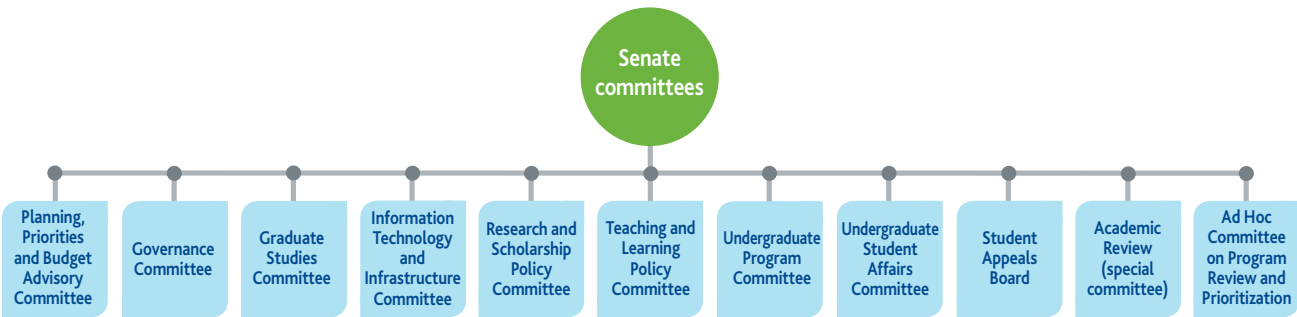 Senate
committees
Planning,
Priorities
and Budget
Advisory
Committee
Governance
Committee
Graduate
Studies
Committee
Information
Technology
and
Infrastructure
Committee
Research and
Scholarship
Policy
Committee
Teaching and
Learning
Policy
Committee
Undergraduate
Program
Committee
Undergraduate
Student
Affairs
Committee
Student
Appeals
Board
Academic
Review
(special
committee)
Ad Hoc
Committee
on Program
Review and
Prioritization